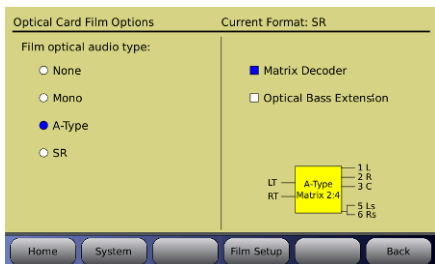 Optical Card Film Options
Current Format: SR
Film optical audio type:
None
Mono
A-Type
SR
Matrix Decoder
Optical Bass Extension
LT
RT
A-Type
Matrix 2:4
1 L
2 R
3 C
5 Ls
6 Rs
Home System Film Setup Back